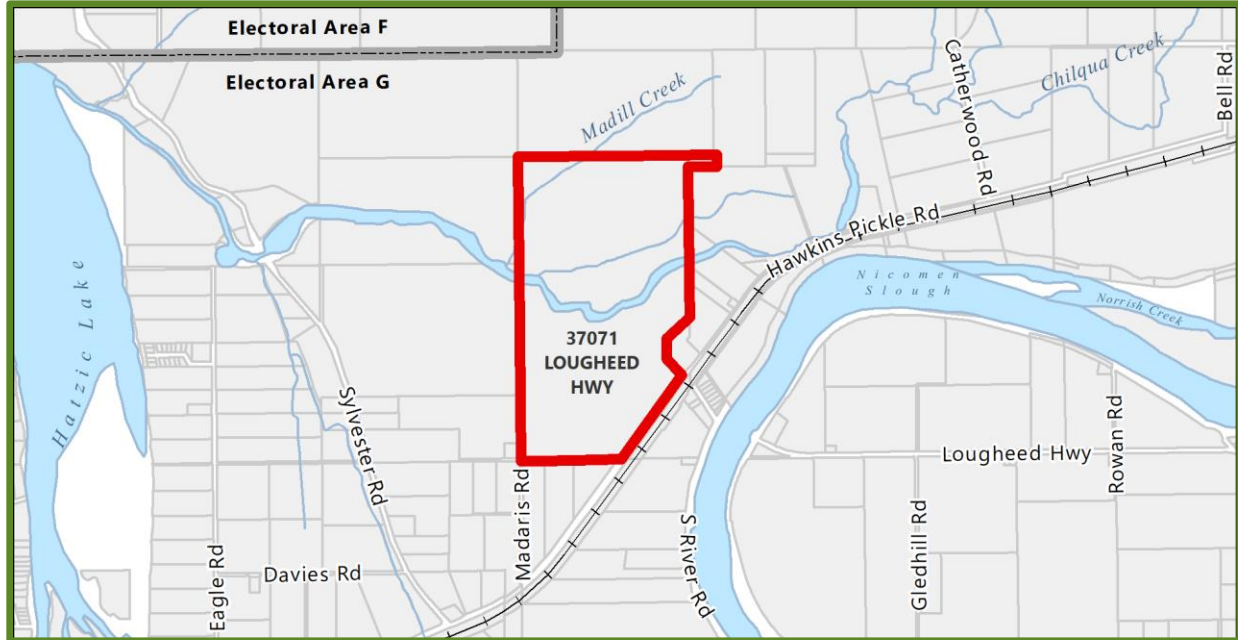 Electoral Area F
Electoral Area G
Madill Creek
Catherwood Rd
Chilqua Creek
Bell Rd
Hawkins Pickle Rd
Hatzic Lake
Nicomen
Slough
Norrish Creek
37071
LOUGHEED
HWY
Sylvester Rd
Lougheed Hwy
Rowan Rd
Madaris Rd
S River Rd
Gledhill Rd
Eagle Rd
Davies Rd